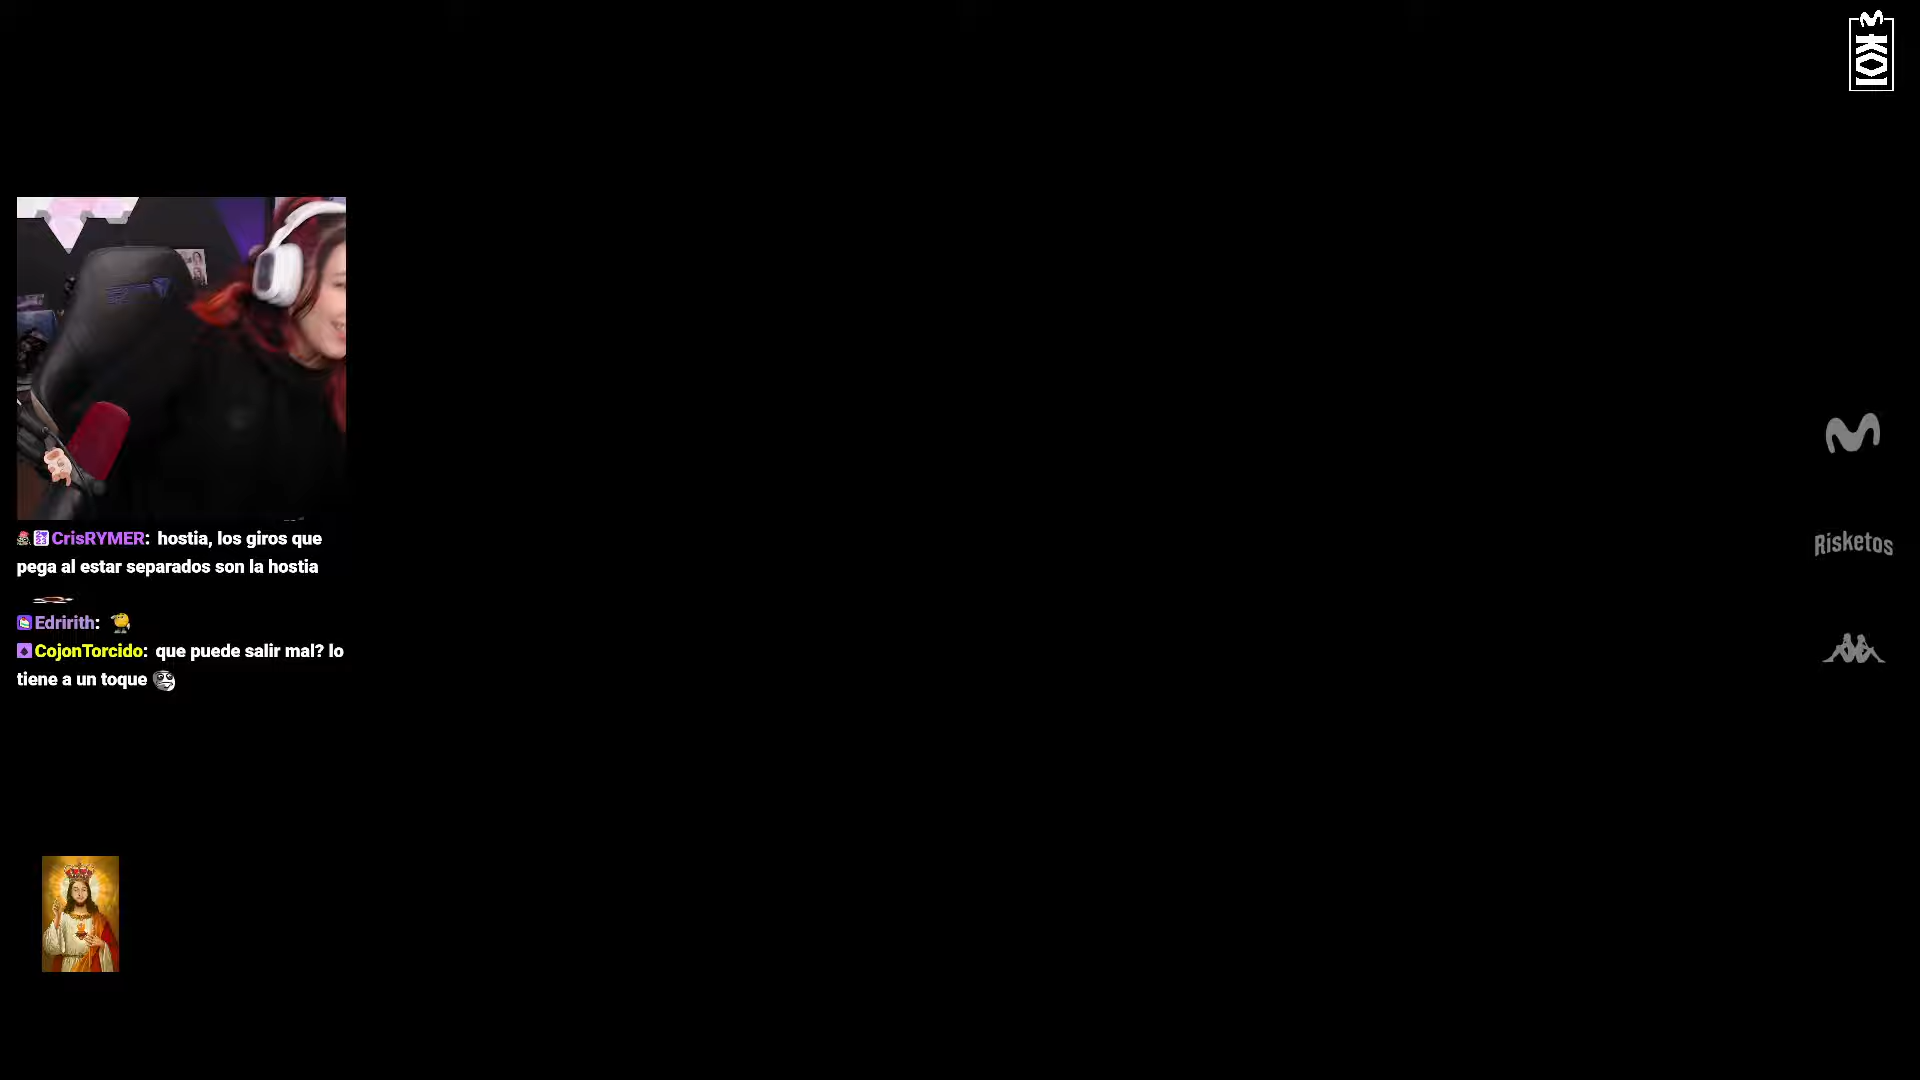 KOI
CrisRYMER: hostia, los giros que
pega al estar separados son la hostia
Edririth:
CojonTorcido: que puede salir mal? lo
tiene a un toque
Risketos